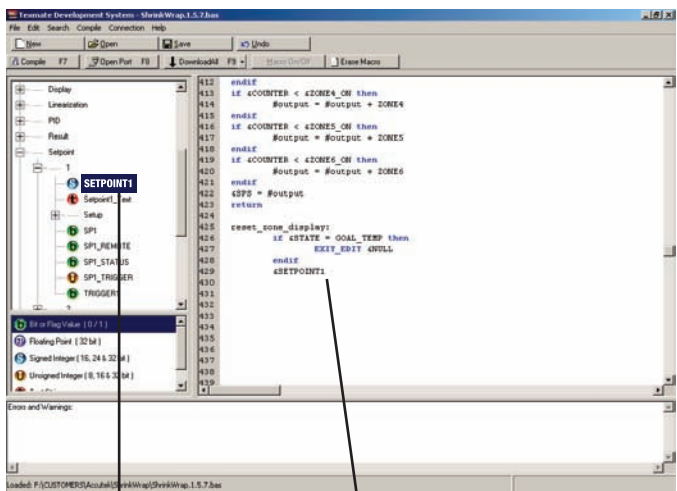 Texmate Development System - ShrinkWrap.1.5.7.bas
File Edit Search Compile Connection Help
New Open Save Undo
Compile F7 Open Port F8 DownloadAll F9 Macro On/Off Erase Macro
Display
Linearization
PID
Result
Setpoint
1
SETPOINT1
Setpoint1_Text
Setup
SP1
SP1_REMOTE
SP1_STATUS
SP1_TRIGGER
TRIGGER1
2
Bit or Flag Value ( 0 / 1 )
Floating Point ( 32 bit )
Signed Integer ( 16, 24 & 32 bit )
Unsigned Integer ( 8, 16 & 32 bit )
412 endif
413 if &COUNTER < &ZONE4_ON then
414 #output = #output + ZONE4
415 endif
416 if &COUNTER < &ZONE5_ON then
417 #output = #output + ZONE5
418 endif
419 if &COUNTER < &ZONE6_ON then
420 #output = #output + ZONE6
421 endif
422 &SPS = #output
423 return
424
425 reset_zone_display:
426 if &STATE = GOAL_TEMP then
427 EXIT_EDIT &NULL
428 endif
429 &SETPOINT1
430
431
432
433
434
435
436
437
438
439
Errors and Warnings:
Loaded: F:\CUSTOMERS\Accutek\ShrinkWrap\ShrinkWrap.1.5.7.bas